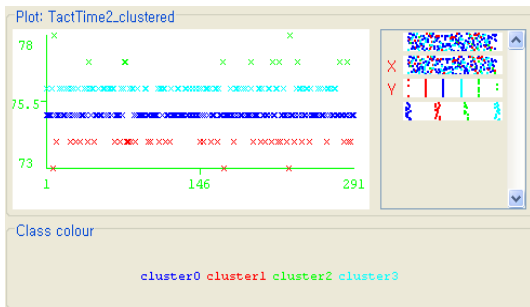 Plot: TactTime2_clustered
78
75.5
73
1 146 291
X
Y
Class colour
cluster0 cluster1 cluster2 cluster3